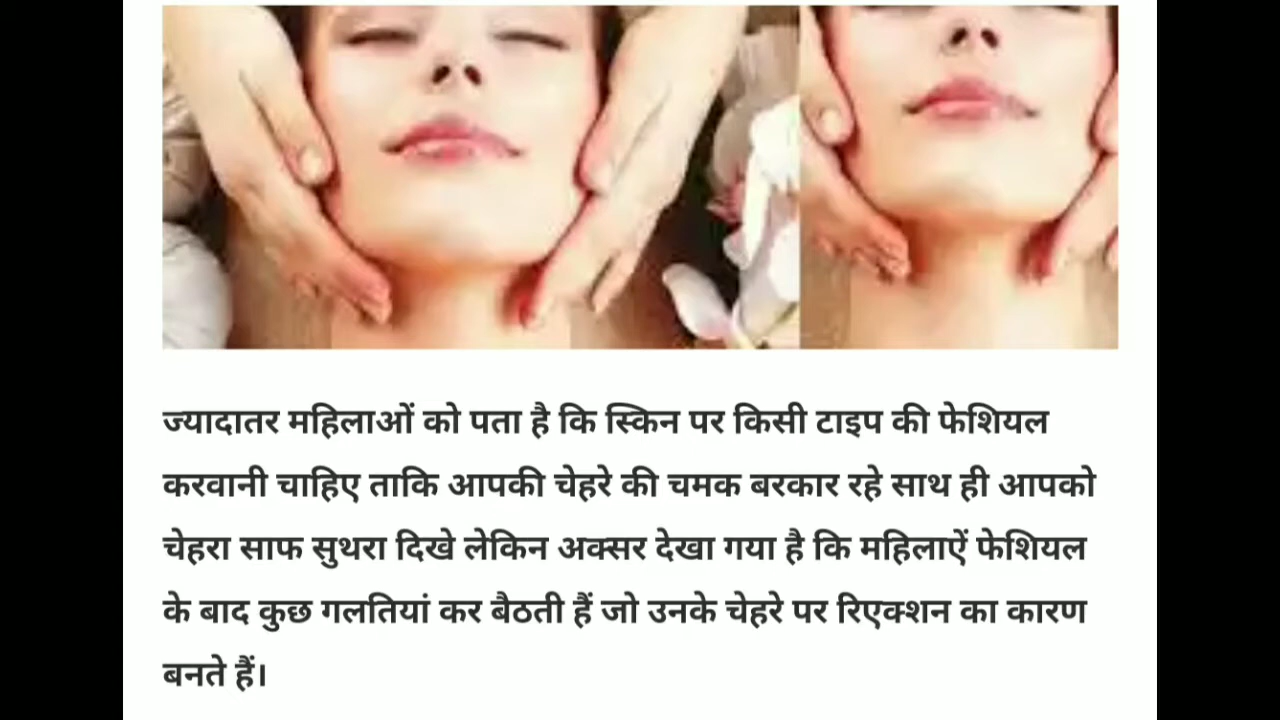 ज्यादातर महिलाओं को पता है कि स्किन पर किसी टाइप की फेशियल
करवानी चाहिए ताकि आपकी चेहरे की चमक बरकार रहे साथ ही आपको
चेहरा साफ सुथरा दिखे लेकिन अक्सर देखा गया है कि महिलाऐं फेशियल
के बाद कुछ गलतियां कर बैठती हैं जो उनके चेहरे पर रिएक्शन का कारण
बनते हैं।